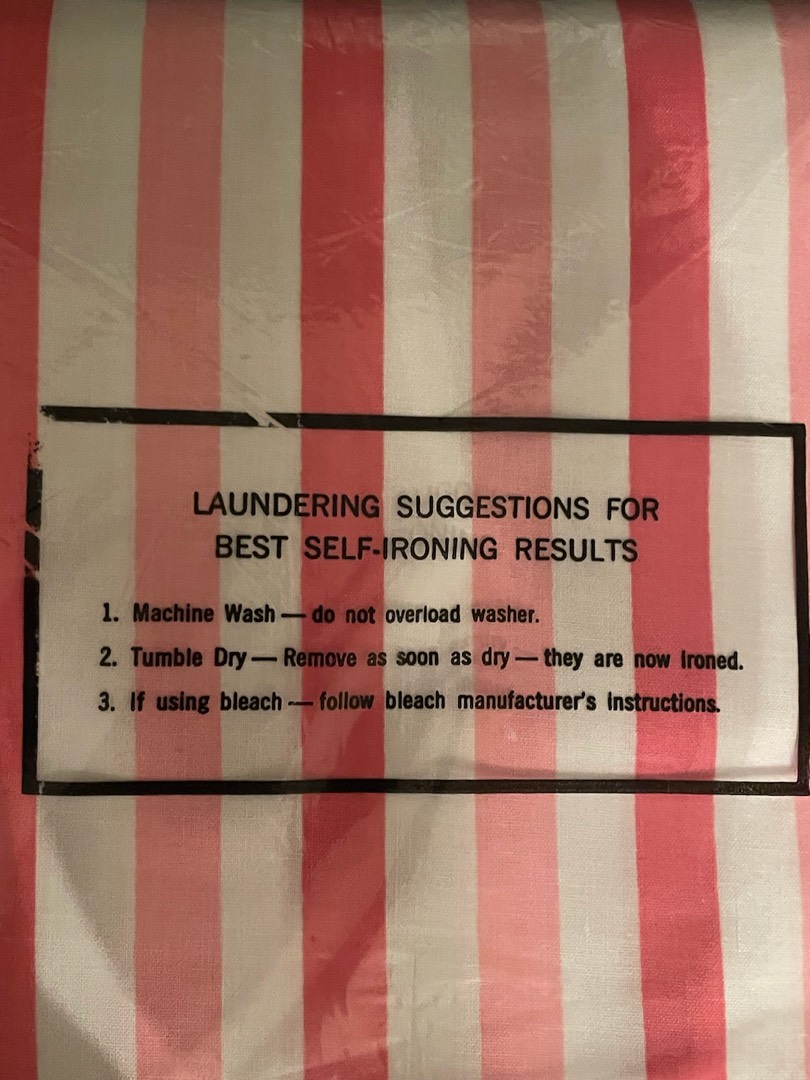 LAUNDERING SUGGESTIONS FOR
BEST SELF-IRONING RESULTS
1. Machine Wash — do not overload washer.
2. Tumble Dry — Remove as soon as dry — they are now ironed.
3. If using bleach — follow bleach manufacturer's instructions.